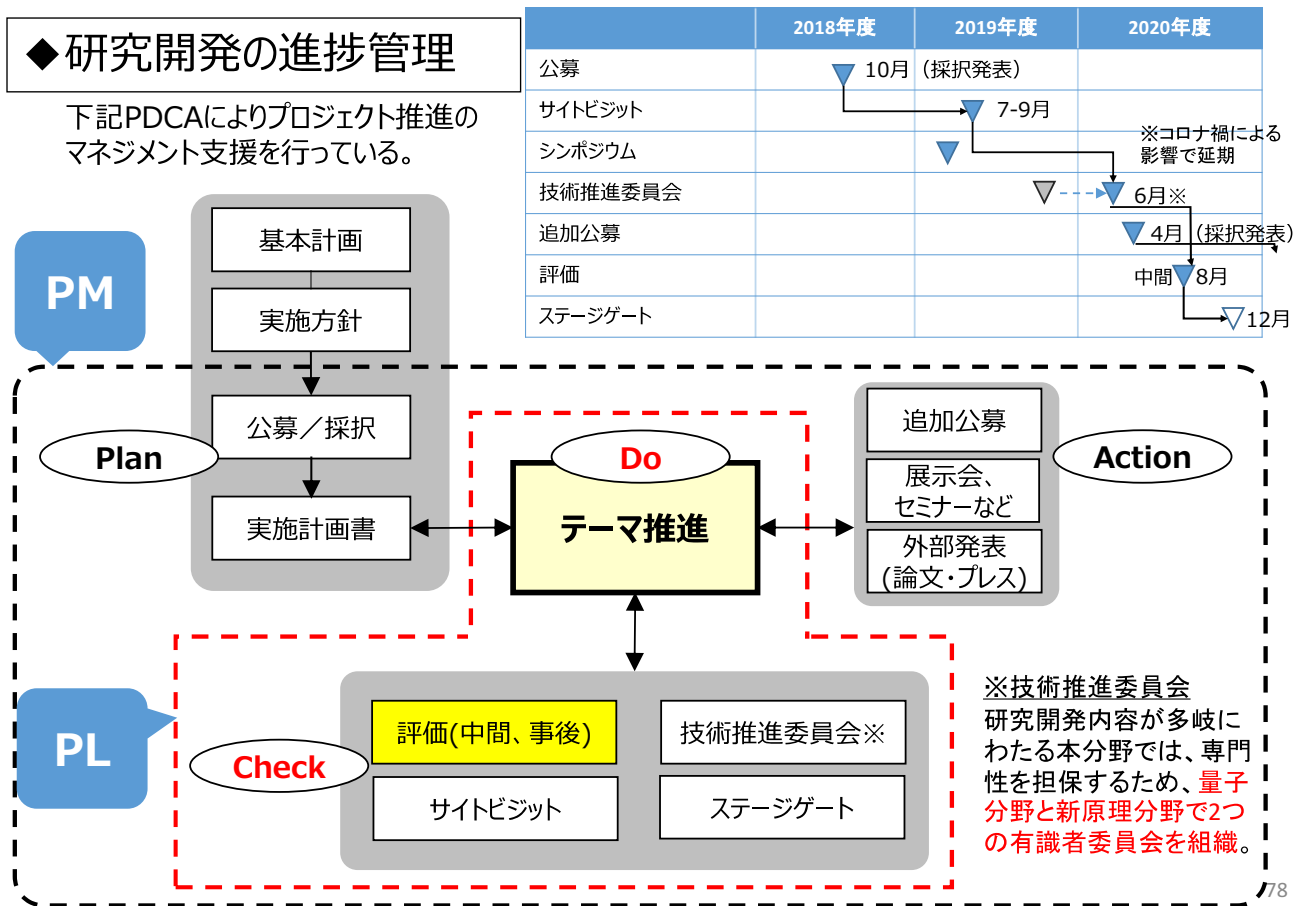 ◆研究開発の進捗管理
下記PDCAによりプロジェクト推進の
マネジメント支援を行っている。
2018年度 2019年度 2020年度
公募 10月（採択発表）
サイトビジット 7-9月
シンポジウム
※コロナ禍による
影響で延期
技術推進委員会 6月※
追加公募 4月（採択発表）
評価 中間 8月
ステージゲート 12月
PM
基本計画
実施方針
公募／採択
実施計画書
Plan
Do
テーマ推進
Action
追加公募
展示会、
セミナーなど
外部発表
(論文・プレス)
PL
Check
評価(中間、事後)
技術推進委員会※
サイトビジット
ステージゲート
※技術推進委員会
研究開発内容が多岐に
わたる本分野では、専門
性を担保するため、量子
分野と新原理分野で2つ
の有識者委員会を組織。
78